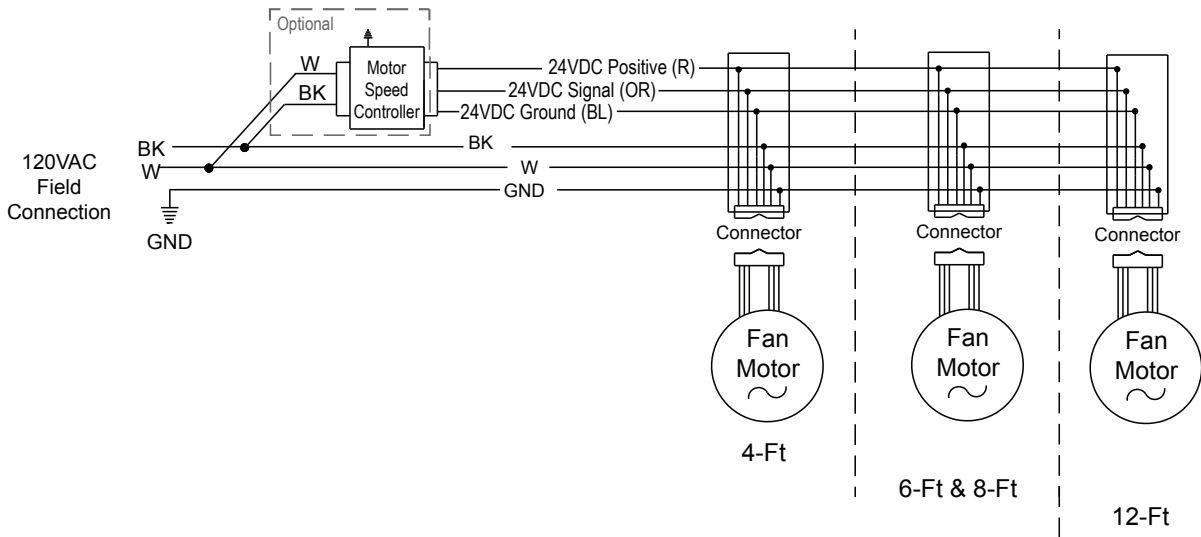 Optional
W
BK
Motor
Speed
Controller
24VDC Positive (R)
24VDC Signal (OR)
24VDC Ground (BL)
120VAC
Field
Connection
BK
W
GND
BK
W
GND
Connector
Connector
Connector
Fan
Motor
Fan
Motor
Fan
Motor
4-Ft
6-Ft & 8-Ft
12-Ft